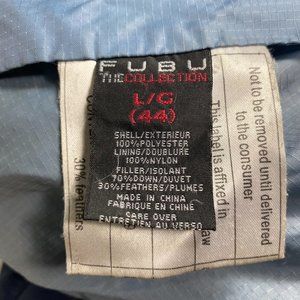 FUBU
THE COLLECTION
L/G
(44)
SHELL/EXTERIEUR
100%POLYESTER
LINING/DOUBLURE
100%NYLON
FILLER/ISOLANT
70%DOWN/DUVET
30%FEATHERS/PLUMES
MADE IN CHINA
FABRIQUE EN CHINE
CARE OVER
ENTRETIEN AU VERSO
Not to be removed until delivered
to the consumer
This label is affixed in
30% feathers